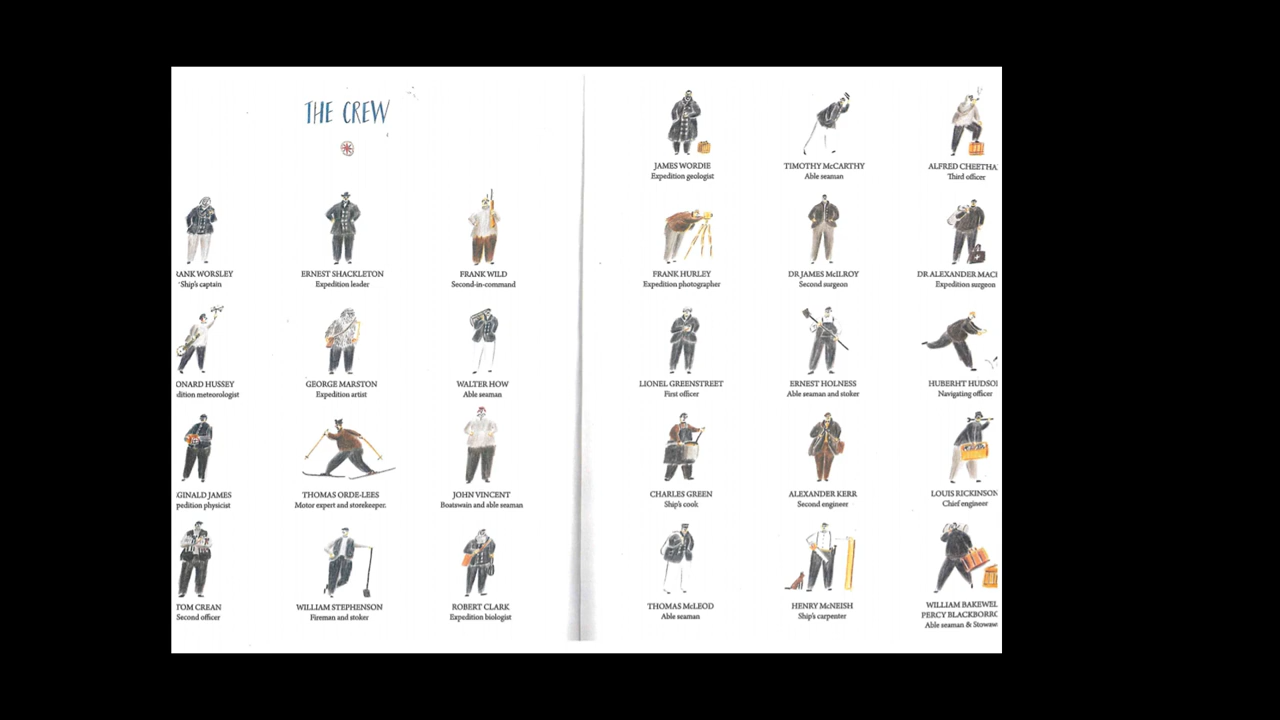 THE CREW
RANK WORSLEY
Ship's captain
ERNEST SHACKLETON
Expedition leader
FRANK WILD
Second-in-command
ONARD HUSSEY
dition meteorologist
GEORGE MARSTON
Expedition artist
WALTER HOW
Able seaman
GINALD JAMES
pedition physicist
THOMAS ORDE-LEES
Motor expert and storekeeper.
JOHN VINCENT
Boatswain and able seaman
TOM CREAN
Second officer
WILLIAM STEPHENSON
Fireman and stoker
ROBERT CLARK
Expedition biologist
JAMES WORDIE
Expedition geologist
TIMOTHY McCARTHY
Able seaman
ALFRED CHEETHA
Third officer
FRANK HURLEY
Expedition photographer
DR JAMES McILROY
Second surgeon
DR ALEXANDER MAC
Expedition surgeon
LIONEL GREENSTREET
First officer
ERNEST HOLNESS
Able seaman and stoker
HUBERHT HUDSO
Navigating officer
CHARLES GREEN
Ship's cook
ALEXANDER KERR
Second engineer
LOUIS RICKINSON
Chief engineer
THOMAS McLEOD
Able seaman
HENRY McNEISH
Ship's carpenter
WILLIAM BAKEWEL
PERCY BLACKBORRO
Able seaman & Stowaw